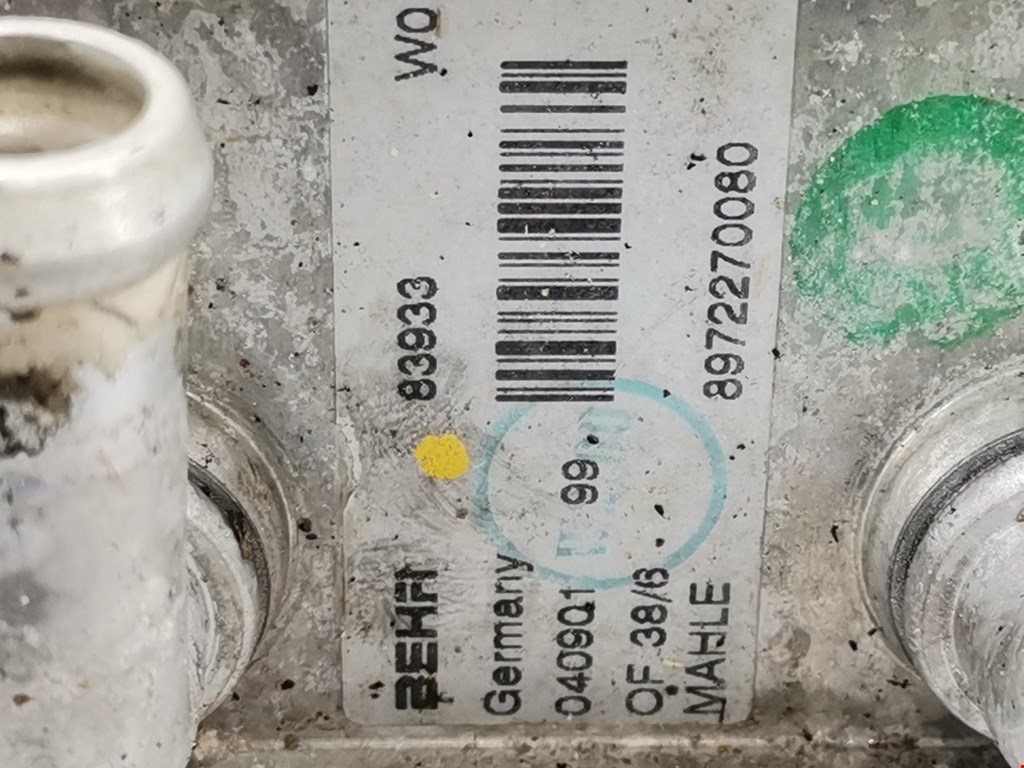 BEHR 83933 WO
Germany
040901 99
OF 38/6
MAHLE 8972270080